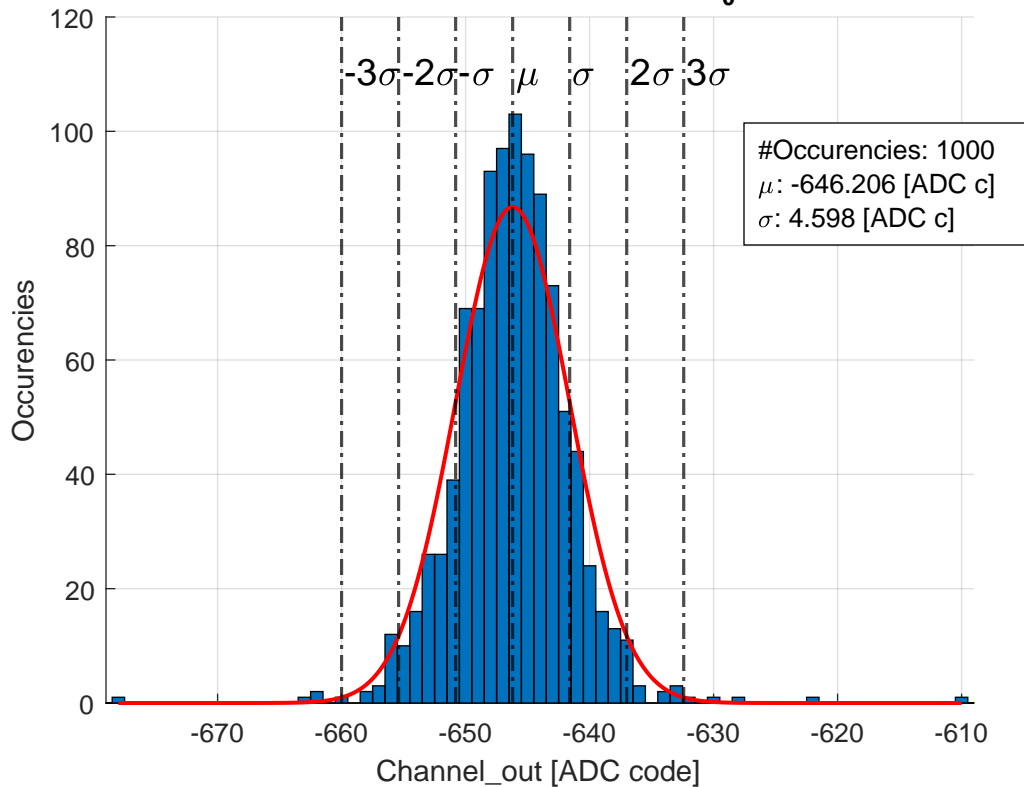 120
-3σ -2σ -σ μ σ 2σ 3σ
100
#Occurencies: 1000
μ: -646.206 [ADC c]
σ: 4.598 [ADC c]
80
60
40
20
0
Occurencies
-670 -660 -650 -640 -630 -620 -610
Channel_out [ADC code]